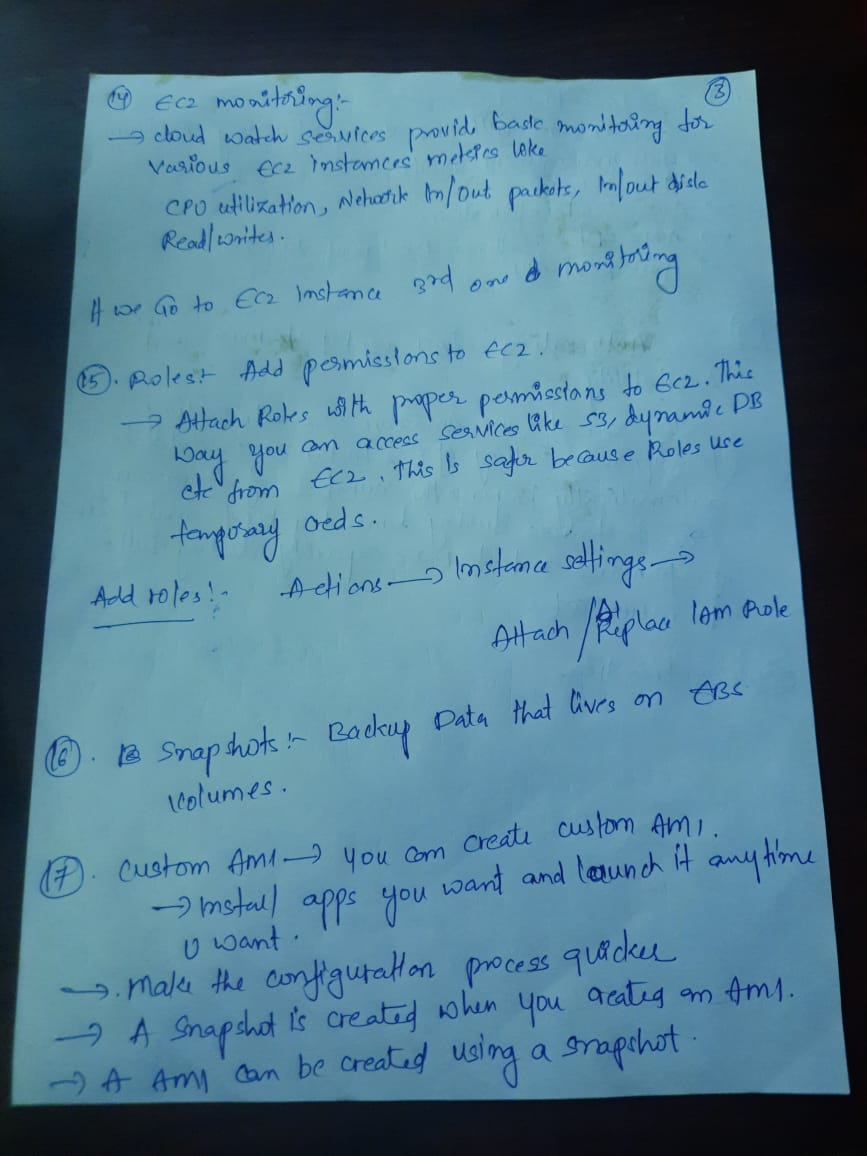 (14) EC2 monitoring:- (3)
→ cloud watch services provide basic monitoring for
various EC2 instances metrics like
CPU utilization, Network In/out packets, In/out disk
Read/writes.
# we Go to EC2 Instance 3rd one monitoring
(15). Roles:- Add permissions to EC2.
→ Attach Roles with proper permissions to EC2. This
way you can access services like S3, dynamic DB
etc from EC2. This is safer because Roles use
temporary creds.
Add roles:- Actions → Instance settings →
Attach / Replace IAM Role
(16). Snapshots:- Backup Data that lives on EBS
volumes.
(17). Custom AMI → you can create custom AMI.
→ Install apps you want and launch it anytime
U want.
→. Make the configuration process quicker
→ A Snapshot is created when you created an AMI.
→ A AMI can be created using a snapshot.